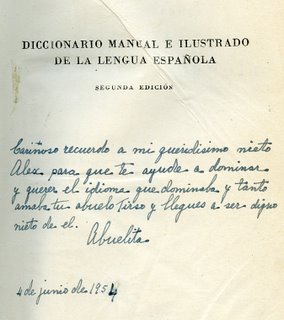 DICCIONARIO MANUAL E ILUSTRADO
DE LA LENGUA ESPAÑOLA
SEGUNDA EDICIÓN
Cariñoso recuerdo a mi queridisimo nieto
Alex para que te ayude a dominar
y querer el idioma que dominaba y tanto
amaba tu abuelo Tirso y llegues a ser digno
nieto de el.
Abuelita
4 de junio de 1954